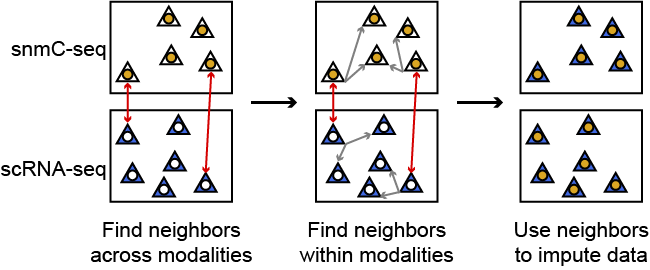 snmC-seq
scRNA-seq
Find neighbors
across modalities
Find neighbors
within modalities
Use neighbors
to impute data